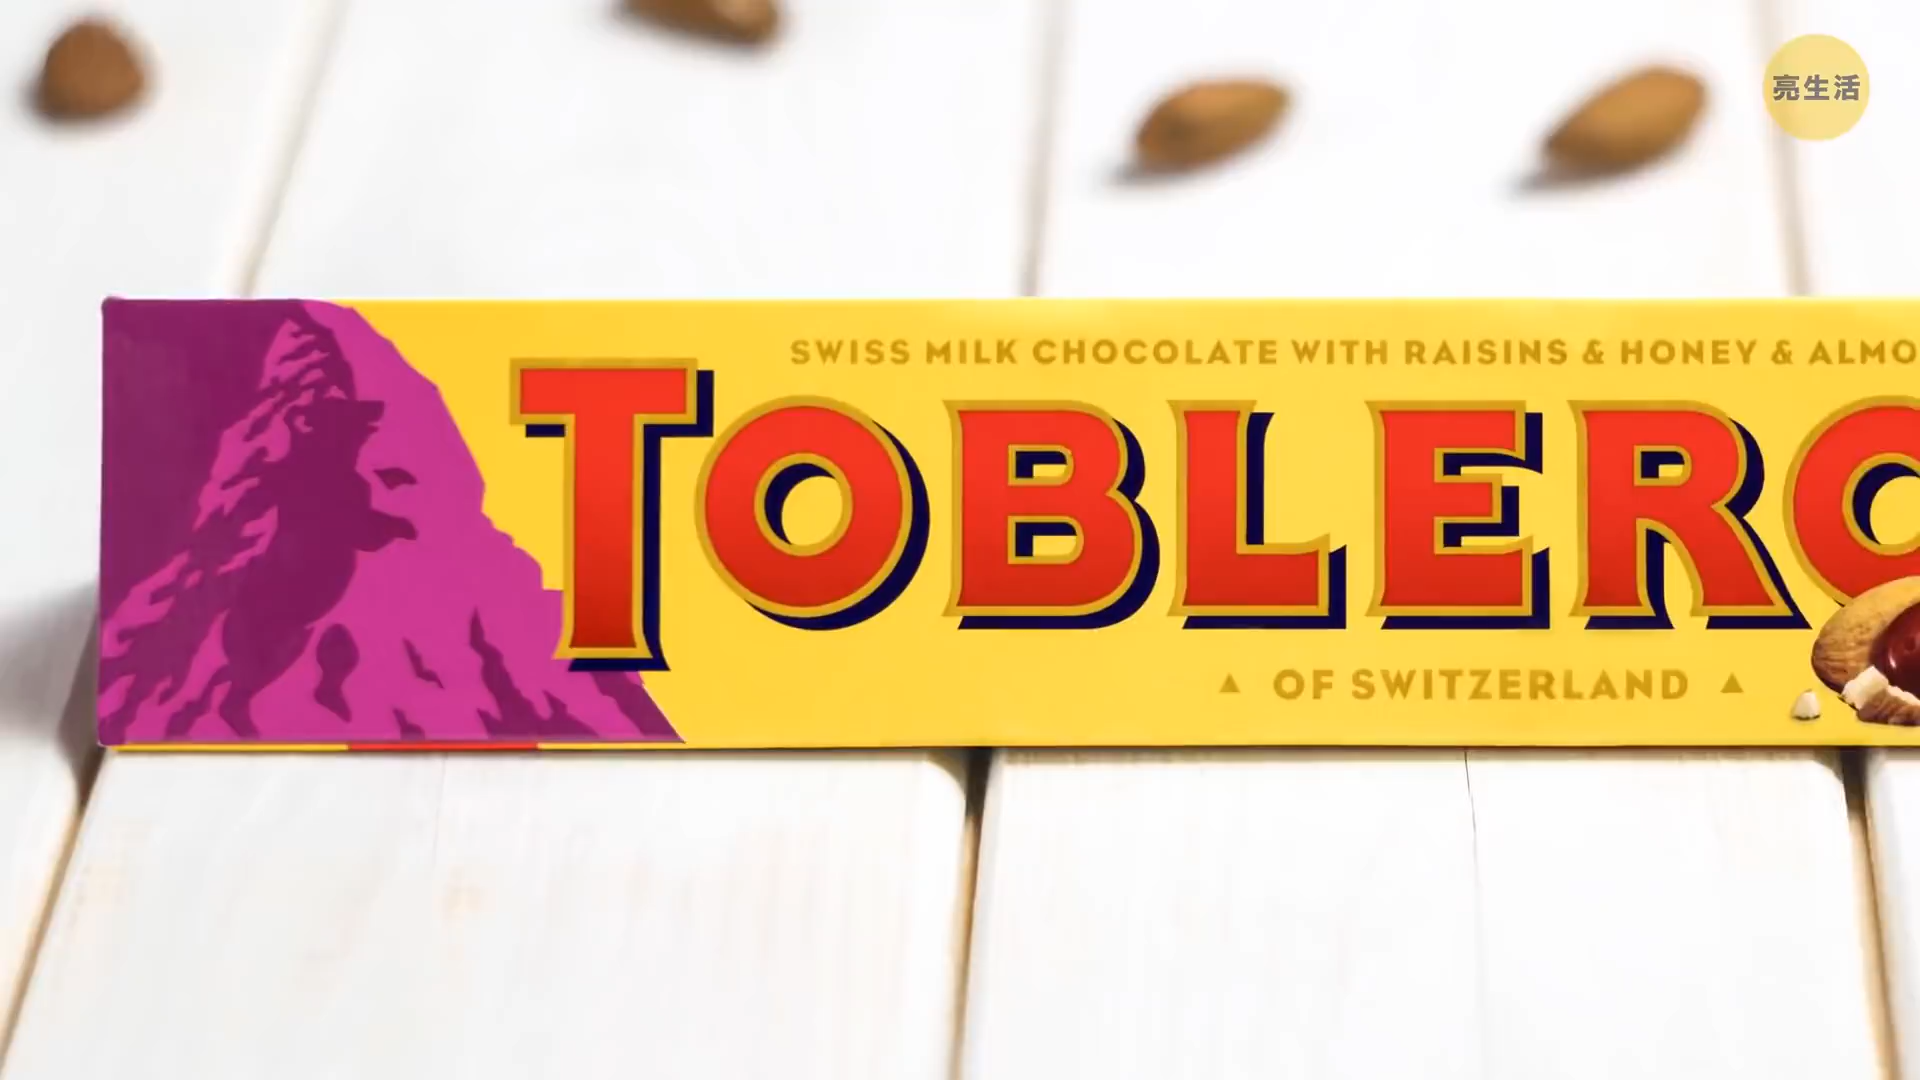 亮生活
SWISS MILK CHOCOLATE WITH RAISINS & HONEY & ALMO
TOBLERO
▲ OF SWITZERLAND ▲